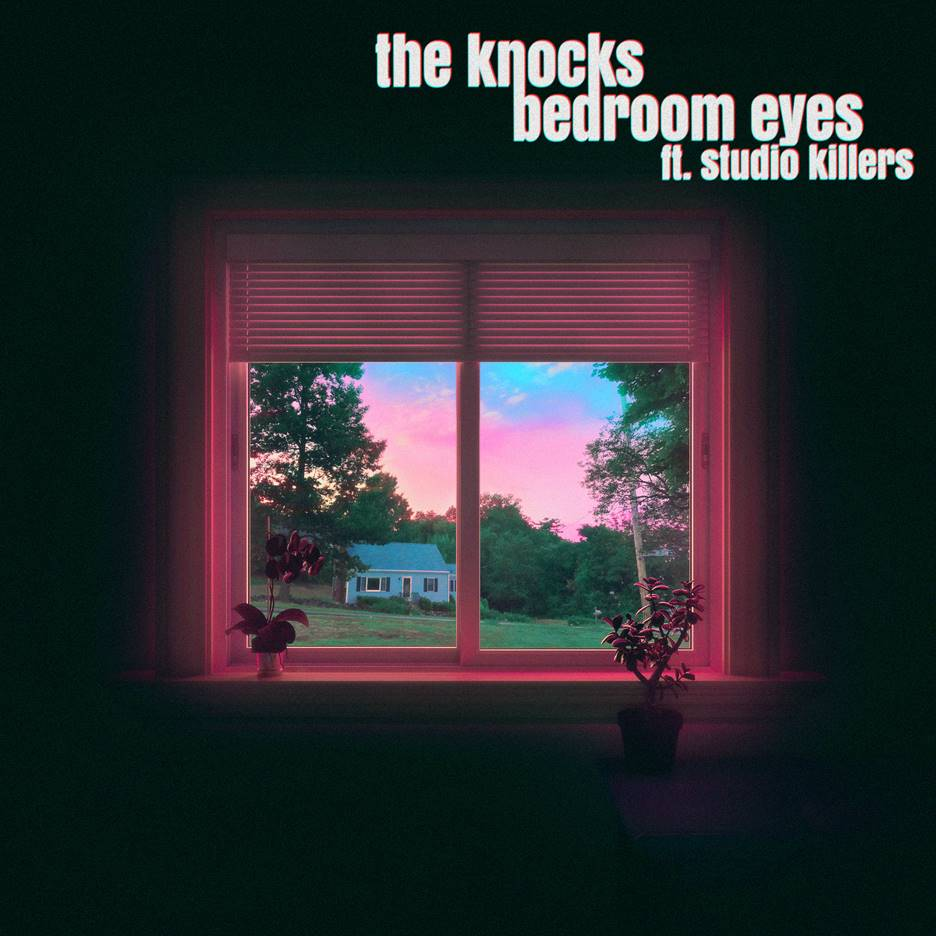 the knocks
bedroom eyes
ft. studio killers